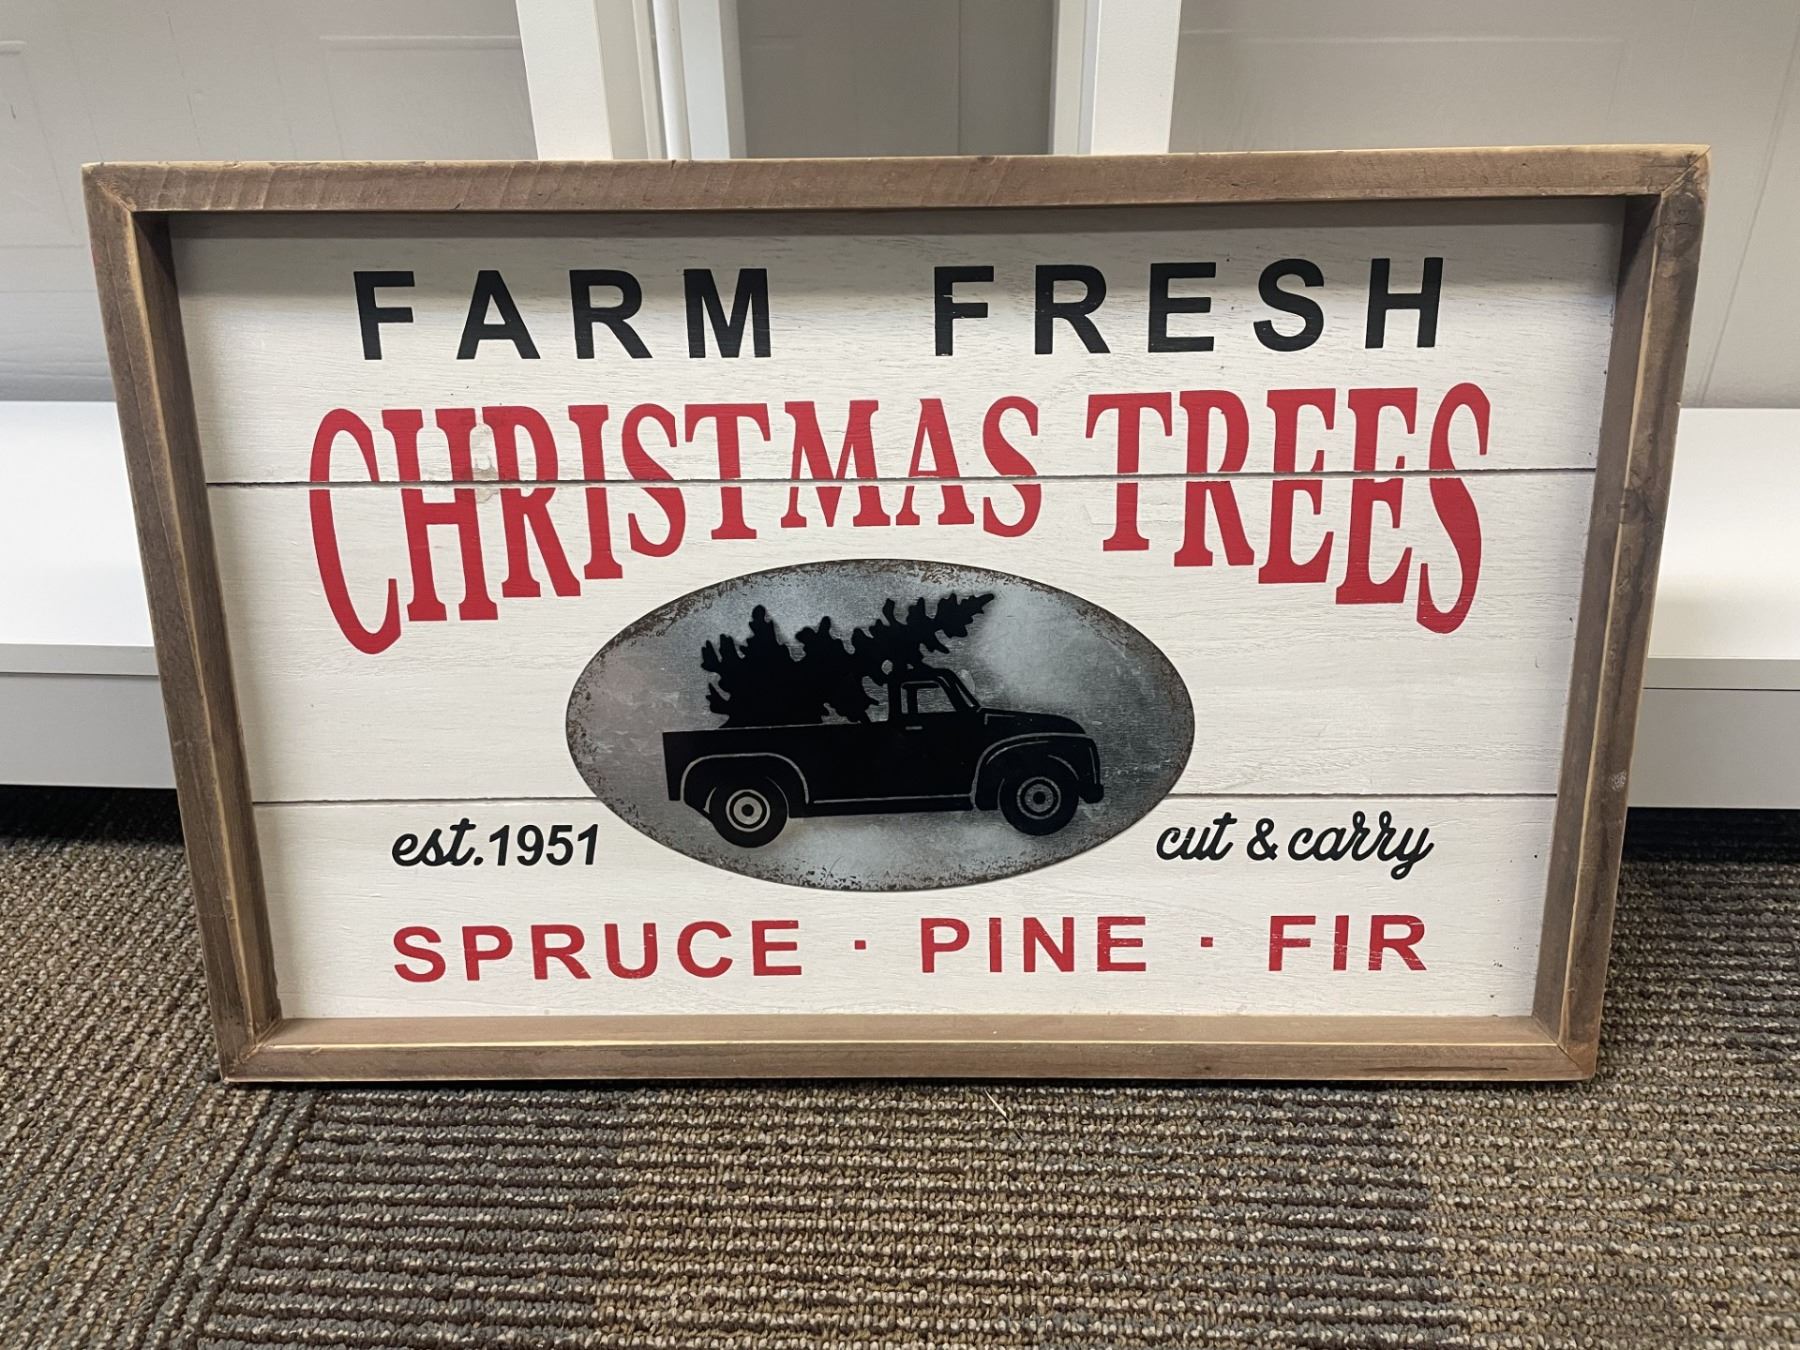 FARM FRESH
CHRISTMAS TREES
est. 1951
cut & carry
SPRUCE · PINE · FIR